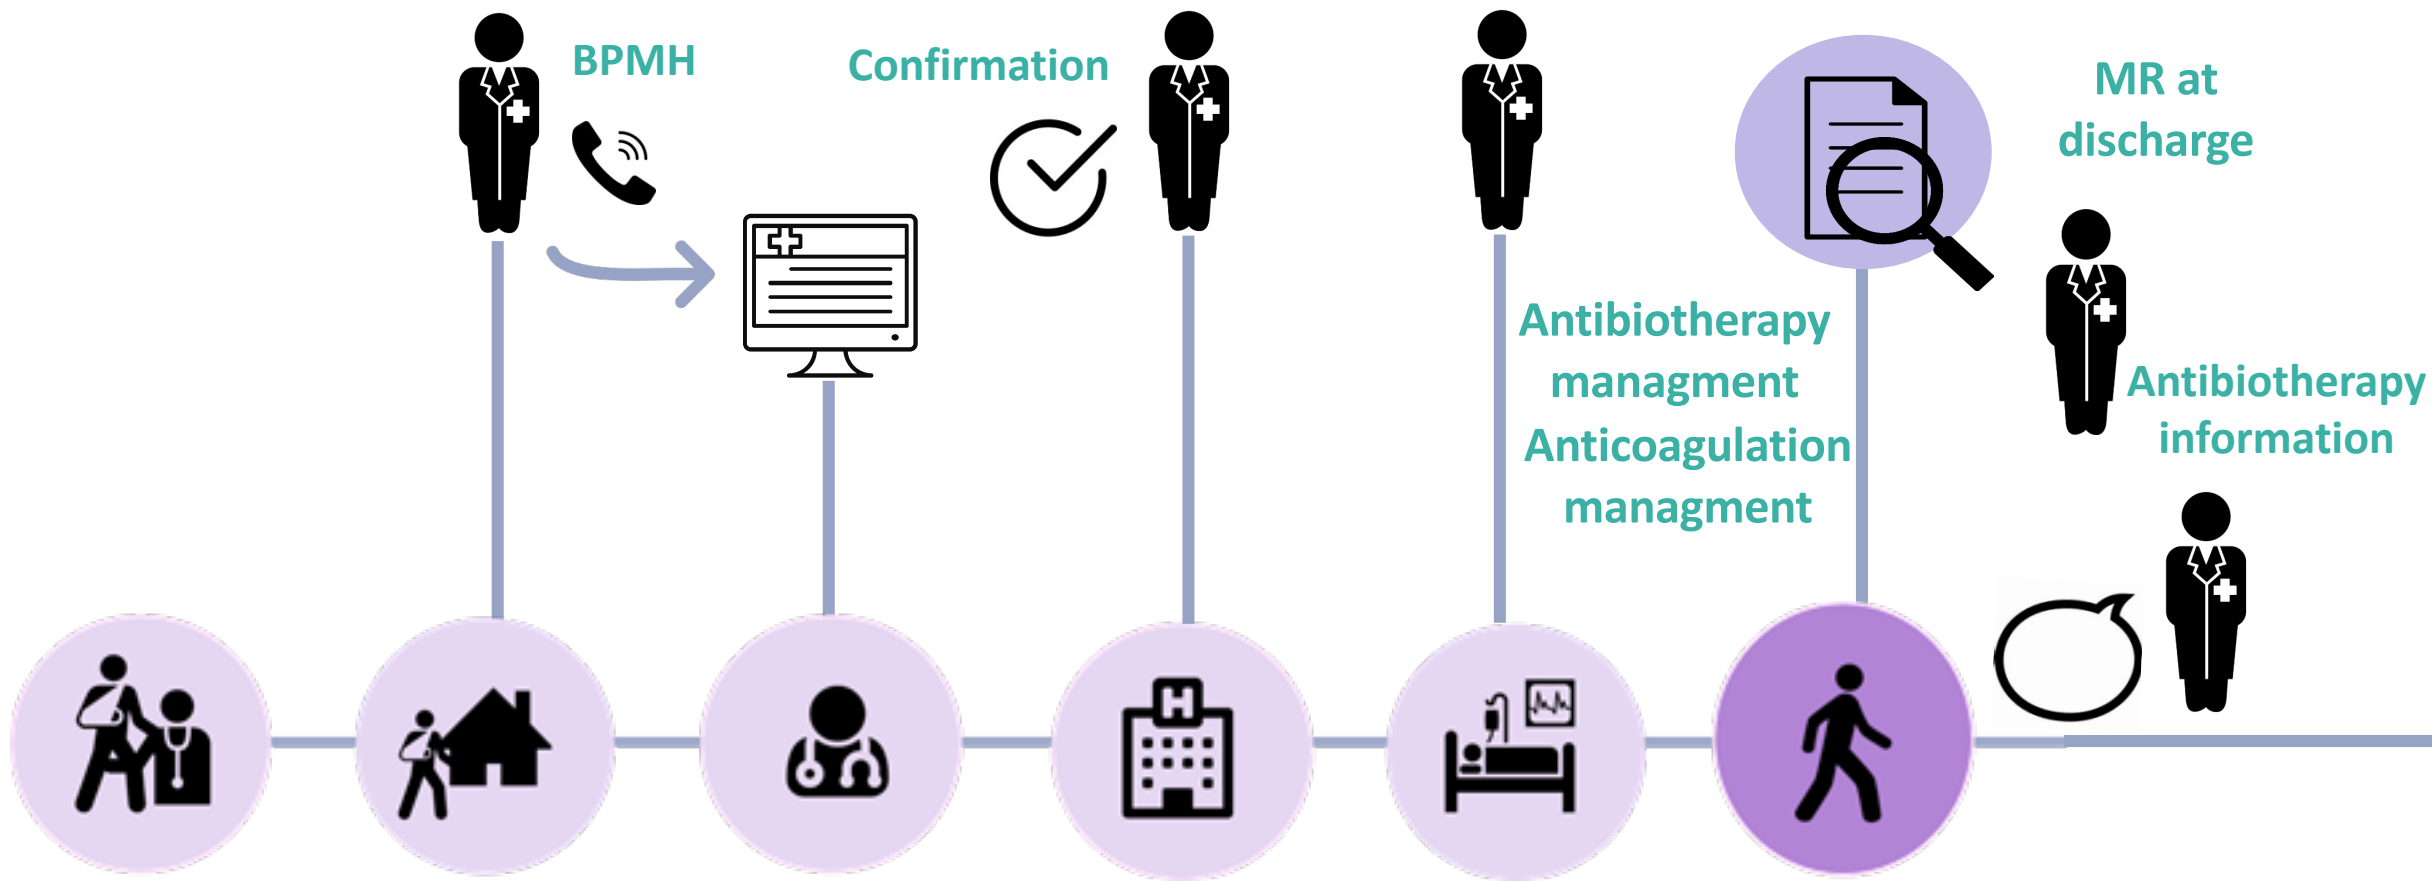 BPMH
Confirmation
MR at
discharge
Antibiotherapy
managment
Anticoagulation
managment
Antibiotherapy
information
H